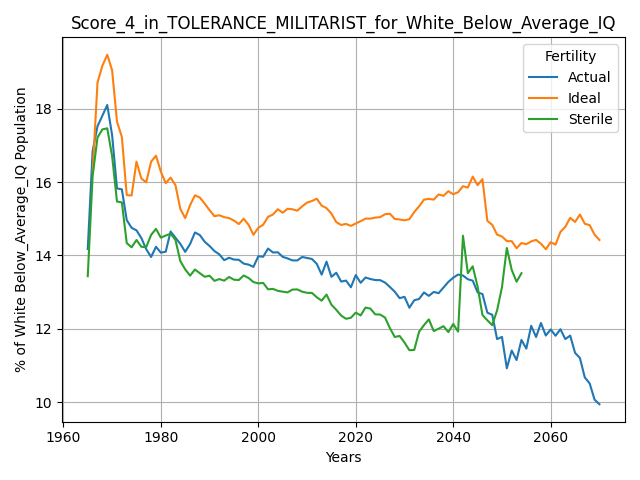 Score_4_in_TOLERANCE_MILITARIST_for_White_Below_Average_IQ
% of White Below_Average_IQ Population
18
16
14
12
10
Fertility
Actual
Ideal
Sterile
1960 1980 2000 2020 2040 2060
Years